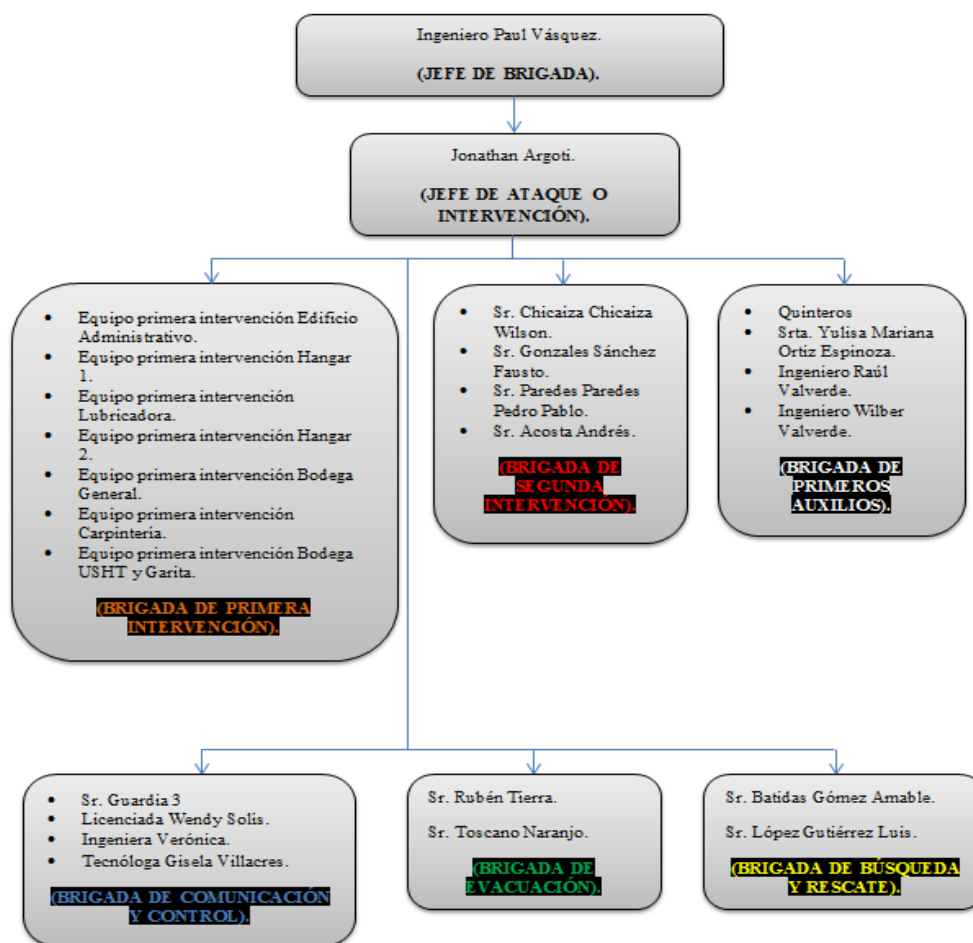 Ingeniero Paul Vásquez.
(JEFE DE BRIGADA).
Jonathan Argoti.
(JEFE DE ATAQUE O
INTERVENCIÓN).
• Equipo primera intervención Edificio
Administrativo.
• Equipo primera intervención Hangar
1.
• Equipo primera intervención
Lubricadora.
• Equipo primera intervención Hangar
2.
• Equipo primera intervención Bodega
General.
• Equipo primera intervención
Carpintería.
• Equipo primera intervención Bodega
USHT y Garita.
(BRIGADA DE PRIMERA
INTERVENCIÓN).
• Sr. Chicaiza Chicaiza
Wilson.
• Sr. Gonzales Sánchez
Fausto.
• Sr. Paredes Paredes
Pedro Pablo.
• Sr. Acosta Andrés.
(BRIGADA DE
SEGUNDA
INTERVENCIÓN).
• Quinteros
• Srta. Yulisa Mariana
Ortiz Espinoza.
• Ingeniero Raúl
Valverde.
• Ingeniero Wilber
Valverde.
(BRIGADA DE
PRIMEROS
AUXILIOS).
• Sr. Guardia 3
• Licenciada Wendy Solís.
• Ingeniera Verónica.
• Tecnóloga Gisela Villacres.
(BRIGADA DE COMUNICACIÓN
Y CONTROL).
Sr. Rubén Tierra.
Sr. Toscano Naranjo.
(BRIGADA DE
EVACUACIÓN).
Sr. Batidas Gómez Amable.
Sr. López Gutiérrez Luis.
(BRIGADA DE BÚSQUEDA
Y RESCATE).